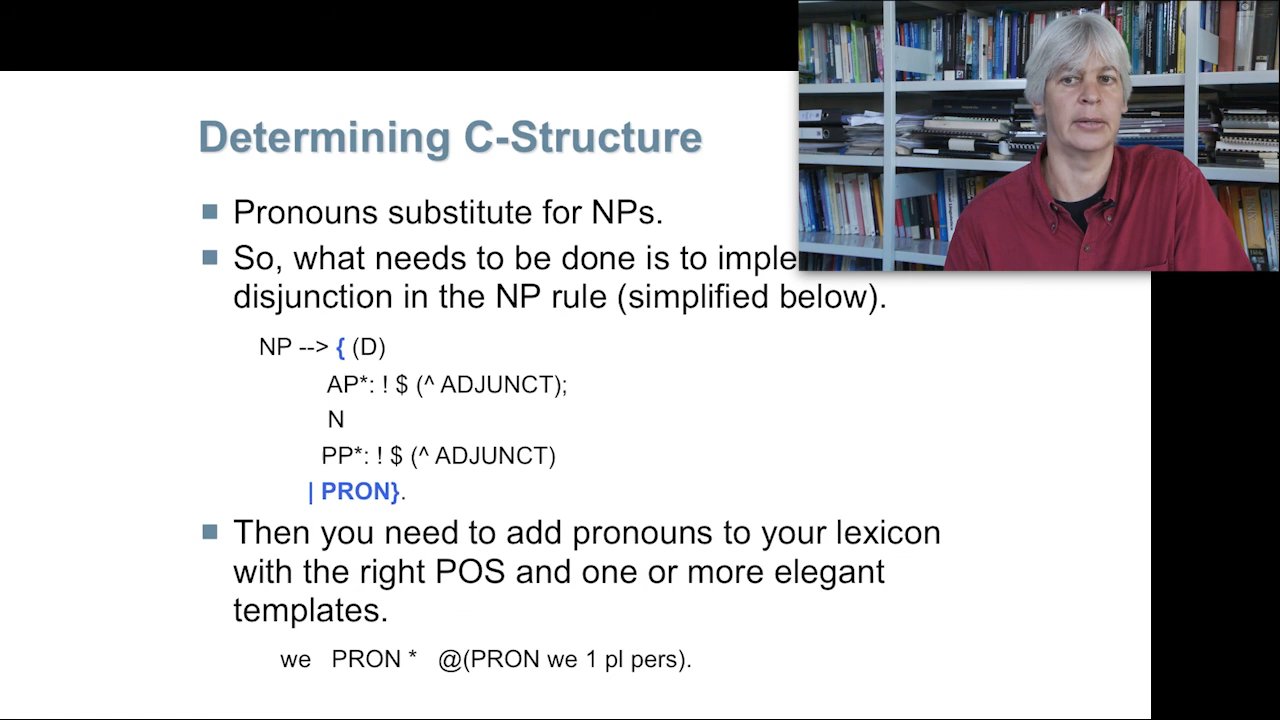 Determining C-Structure
Pronouns substitute for NPs.
So, what needs to be done is to imple
disjunction in the NP rule (simplified below).
NP --> { (D)
AP*: ! $ (^ ADJUNCT);
N
PP*: ! $ (^ ADJUNCT)
| PRON}.
Then you need to add pronouns to your lexicon
with the right POS and one or more elegant
templates.
we PRON * @(PRON we 1 pl pers).